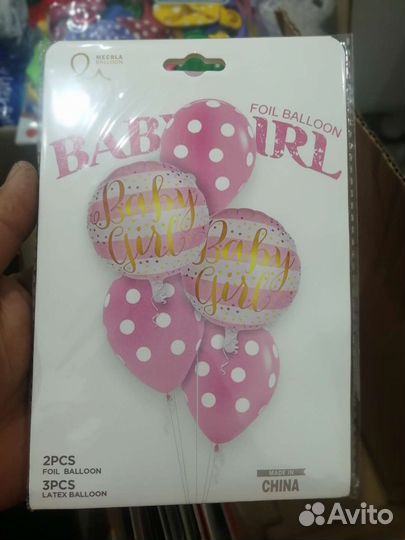 MEERLA
BALLOON
FOIL BALLOON
BABY GIRL
Baby
Girl
Baby
Girl
2PCS
FOIL BALLOON
3PCS
LATEX BALLOON
MADE IN
CHINA
Avito